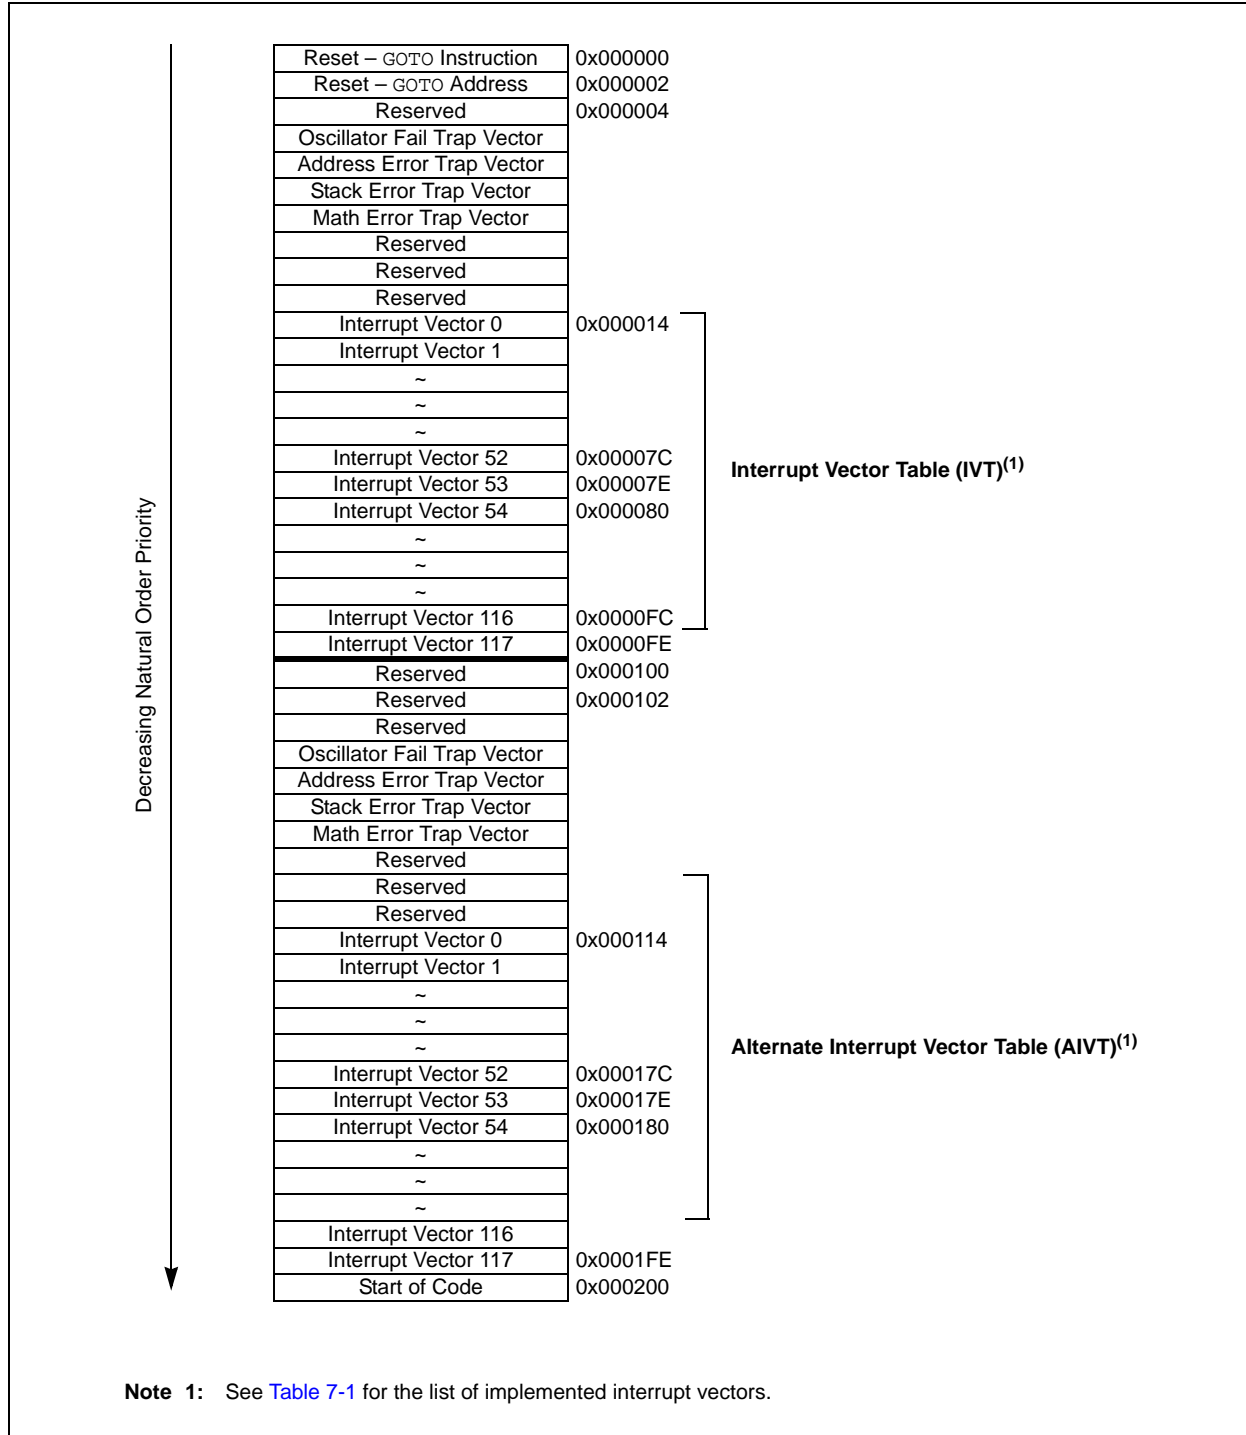 Reset – GOTO Instruction 0x000000
Reset – GOTO Address 0x000002
Reserved 0x000004
Oscillator Fail Trap Vector
Address Error Trap Vector
Stack Error Trap Vector
Math Error Trap Vector
Reserved
Reserved
Reserved
Interrupt Vector 0 0x000014
Interrupt Vector 1
~
~
~
Interrupt Vector 52 0x00007C
Interrupt Vector Table (IVT)(1)
Interrupt Vector 53 0x00007E
Interrupt Vector 54 0x000080
~
~
~
Interrupt Vector 116 0x0000FC
Interrupt Vector 117 0x0000FE
Decreasing Natural Order Priority
Reserved 0x000100
Reserved 0x000102
Reserved
Oscillator Fail Trap Vector
Address Error Trap Vector
Stack Error Trap Vector
Math Error Trap Vector
Reserved
Reserved
Reserved
Interrupt Vector 0 0x000114
Interrupt Vector 1
~
~
~
Alternate Interrupt Vector Table (AIVT)(1)
Interrupt Vector 52 0x00017C
Interrupt Vector 53 0x00017E
Interrupt Vector 54 0x000180
~
~
~
Interrupt Vector 116
Interrupt Vector 117 0x0001FE
Start of Code 0x000200
Note 1: See Table 7-1 for the list of implemented interrupt vectors.